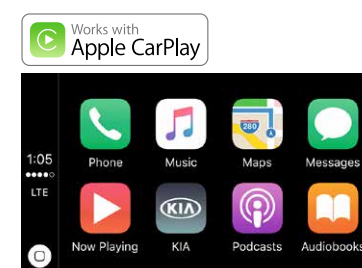 Works with
Apple CarPlay
280
1:05
LTE
Phone Music Maps Messages
KIA
Now Playing KIA Podcasts Audiobooks